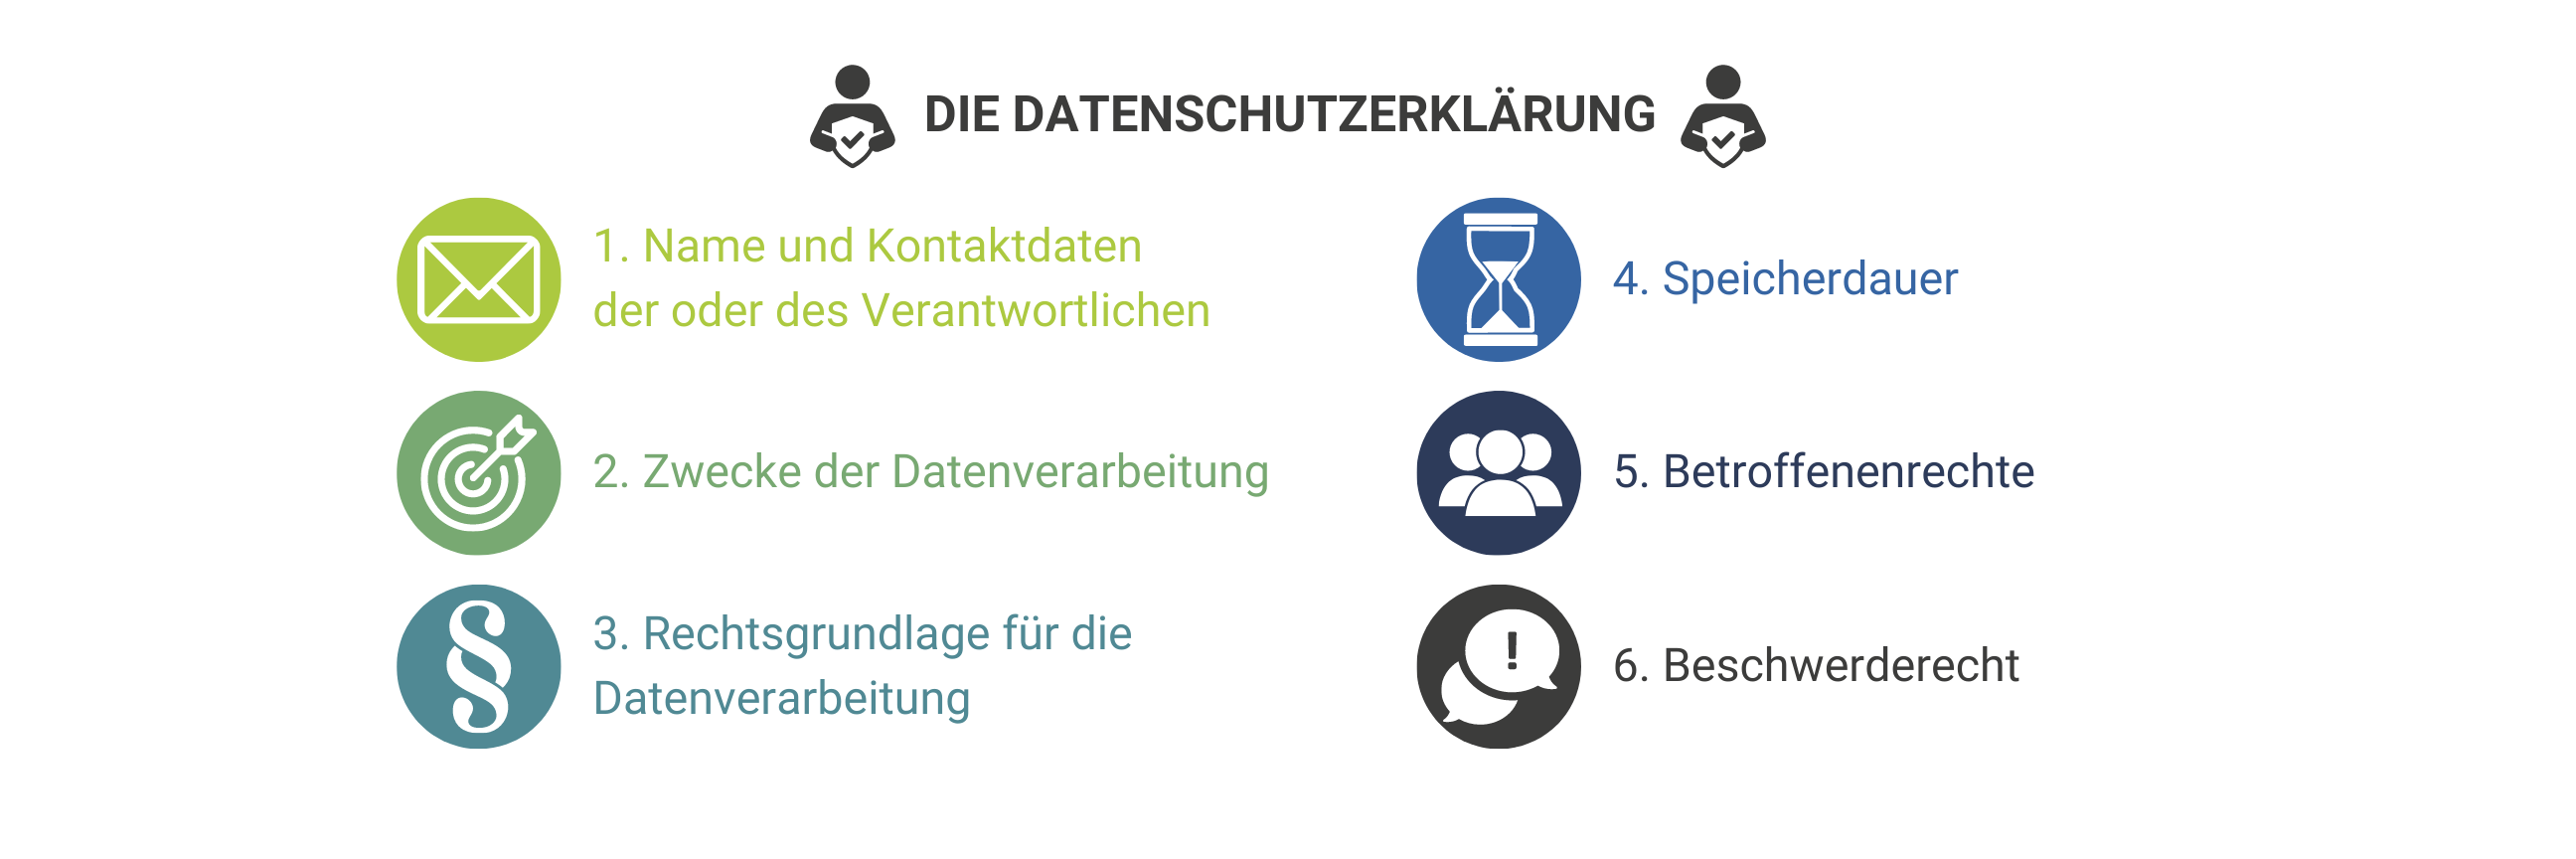 DIE DATENSCHUTZERKLÄRUNG
1. Name und Kontaktdaten
der oder des Verantwortlichen
2. Zwecke der Datenverarbeitung
3. Rechtsgrundlage für die
Datenverarbeitung
4. Speicherdauer
5. Betroffenenrechte
6. Beschwerderecht